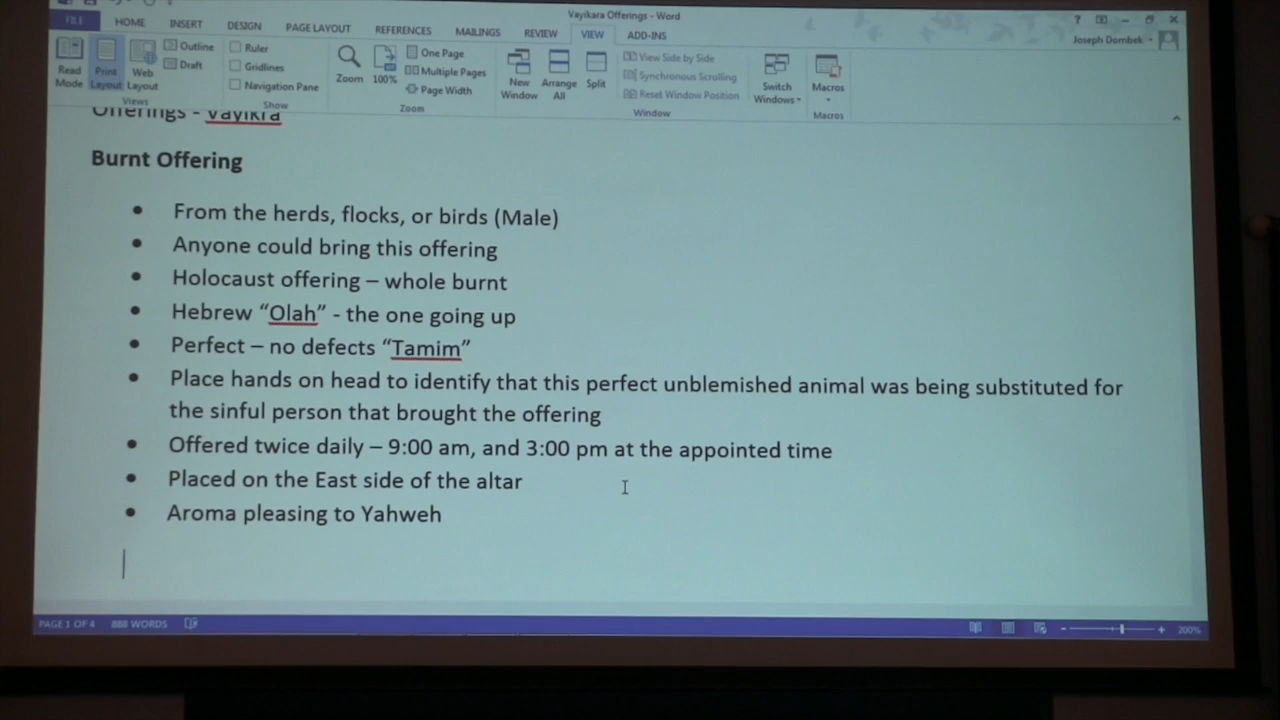 Vayikara Offerings - Word
?
FILE HOME INSERT DESIGN PAGE LAYOUT REFERENCES MAILINGS REVIEW VIEW ADD-INS
Joseph Dombek
Read Mode
Print Layout
Web Layout
Outline
Draft
Views
Ruler
Gridlines
Navigation Pane
Show
Zoom
100%
One Page
Multiple Pages
Page Width
Zoom
New Window
Arrange All
Split
View Side by Side
Synchronous Scrolling
Reset Window Position
Window
Switch Windows
Macros
Macros
Offerings - Vayikra
Burnt Offering
• From the herds, flocks, or birds (Male)
• Anyone could bring this offering
• Holocaust offering – whole burnt
• Hebrew “Olah” - the one going up
• Perfect – no defects “Tamim”
• Place hands on head to identify that this perfect unblemished animal was being substituted for
the sinful person that brought the offering
• Offered twice daily – 9:00 am, and 3:00 pm at the appointed time
• Placed on the East side of the altar
• Aroma pleasing to Yahweh
PAGE 1 OF 4 888 WORDS
200%